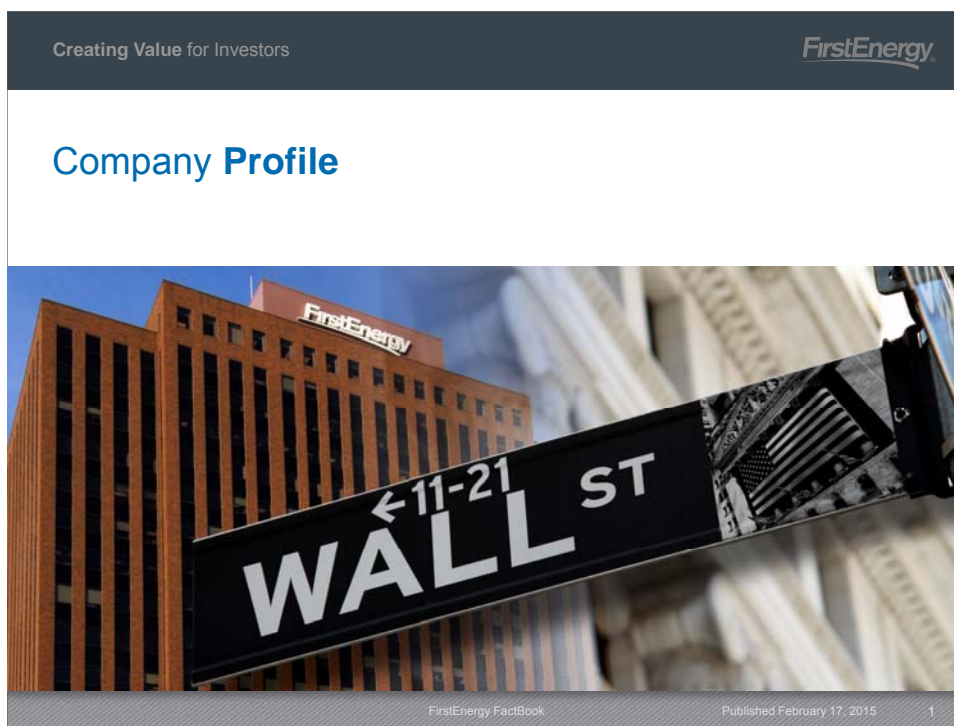 Creating Value for Investors
FirstEnergy®
Company Profile
FirstEnergy
←11-21
WALL ST
FirstEnergy FactBook
Published February 17, 2015
1